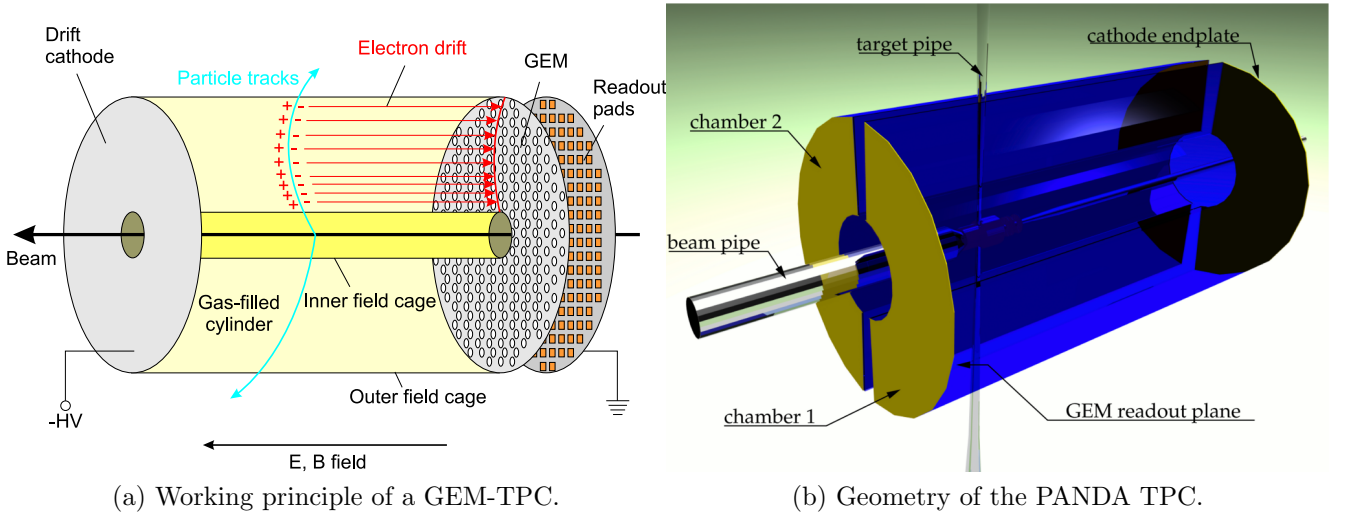 Drift
cathode
Particle tracks
Electron drift
GEM
Readout
pads
Beam
Gas-filled
cylinder
Inner field cage
Outer field cage
-HV
E, B field
(a) Working principle of a GEM-TPC.
target pipe
cathode endplate
chamber 2
beam pipe
chamber 1
GEM readout plane
(b) Geometry of the PANDA TPC.